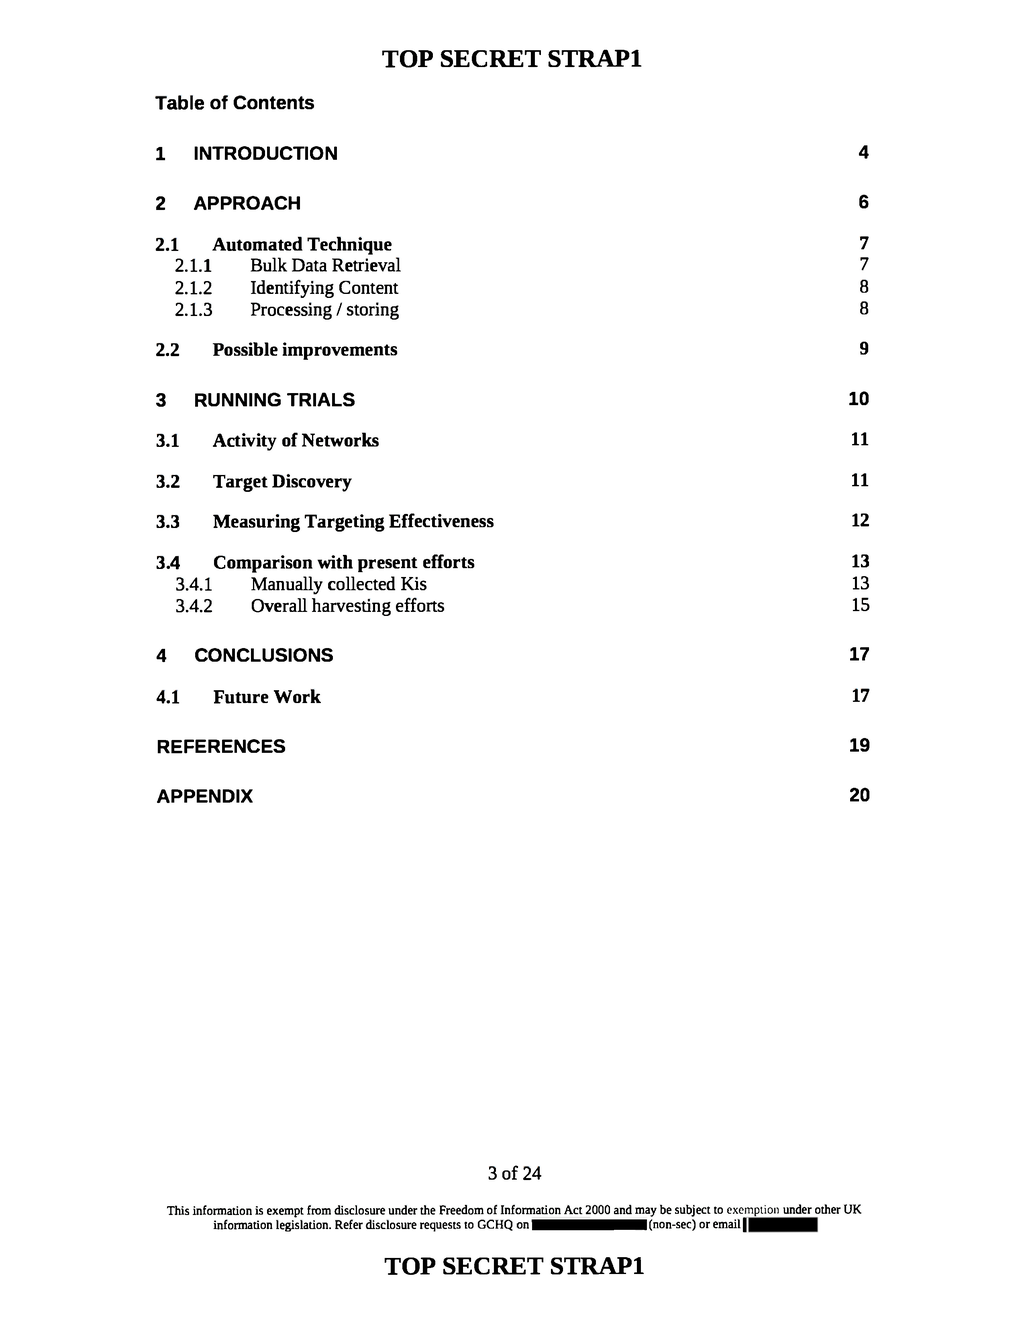 TOP SECRET STRAP1
Table of Contents
1 INTRODUCTION 4
2 APPROACH 6
2.1 Automated Technique 7
2.1.1 Bulk Data Retrieval 7
2.1.2 Identifying Content 8
2.1.3 Processing / storing 8
2.2 Possible improvements 9
3 RUNNING TRIALS 10
3.1 Activity of Networks 11
3.2 Target Discovery 11
3.3 Measuring Targeting Effectiveness 12
3.4 Comparison with present efforts 13
3.4.1 Manually collected Kis 13
3.4.2 Overall harvesting efforts 15
4 CONCLUSIONS 17
4.1 Future Work 17
REFERENCES 19
APPENDIX 20
3 of 24
This information is exempt from disclosure under the Freedom of Information Act 2000 and may be subject to exemption under other UK
information legislation. Refer disclosure requests to GCHQ on (non-sec) or email
TOP SECRET STRAP1